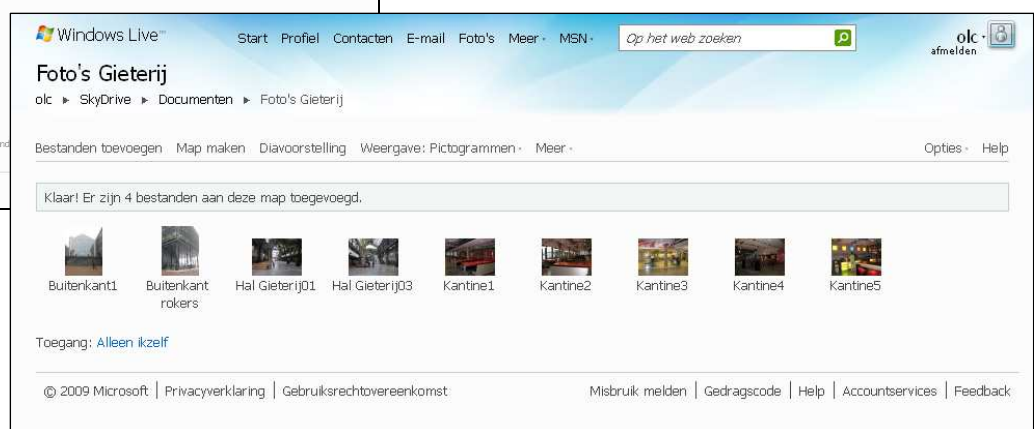 Windows Live™ Start Profiel Contacten E-mail Foto's Meer MSN Op het web zoeken olc
afmelden
Foto's Gieterij
olc ▸ SkyDrive ▸ Documenten ▸ Foto's Gieterij
Bestanden toevoegen Map maken Diavoorstelling Weergave: Pictogrammen Meer Opties Help
Klaar! Er zijn 4 bestanden aan deze map toegevoegd.
Buitenkant1 Buitenkant rokers Hal Gieterij01 Hal Gieterij03 Kantine1 Kantine2 Kantine3 Kantine4 Kantine5
Toegang: Alleen ikzelf
© 2009 Microsoft | Privacyverklaring | Gebruiksrechtovereenkomst Misbruik melden | Gedragscode | Help | Accountservices | Feedback